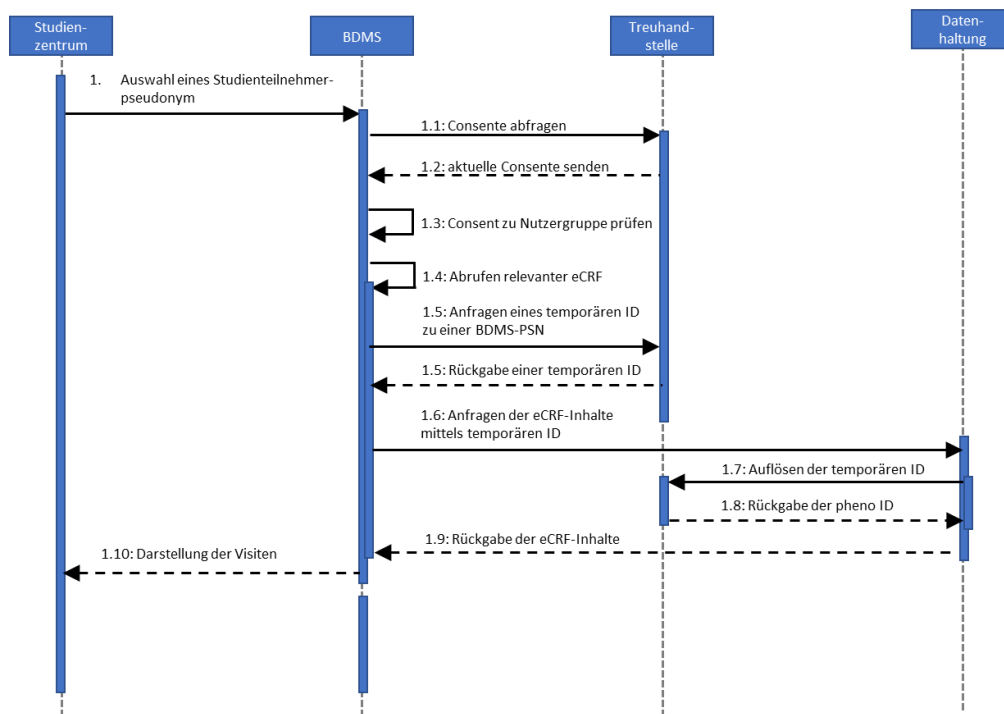 Studien-
zentrum
BDMS
Treuhand-
stelle
Daten-
haltung
1. Auswahl eines Studienteilnehmer-
pseudonym
1.1: Consente abfragen
1.2: aktuelle Consente senden
1.3: Consent zu Nutzergruppe prüfen
1.4: Abrufen relevanter eCRF
1.5: Anfragen eines temporären ID
zu einer BDMS-PSN
1.5: Rückgabe einer temporären ID
1.6: Anfragen der eCRF-Inhalte
mittels temporären ID
1.7: Auflösen der temporären ID
1.8: Rückgabe der pheno ID
1.9: Rückgabe der eCRF-Inhalte
1.10: Darstellung der Visiten